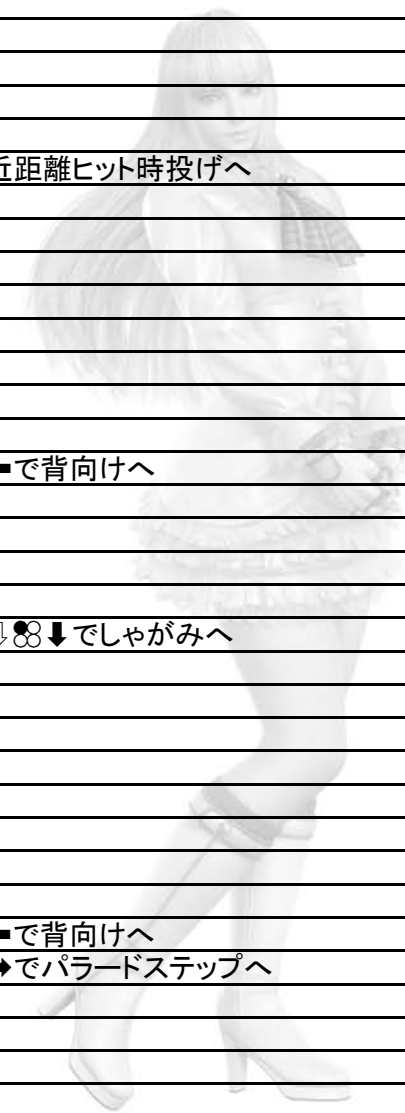 近距離ヒット時投げへ
⬅で背向けへ
⇩⬇でしゃがみへ
⬅で背向けへ
➡でパラードステップへ